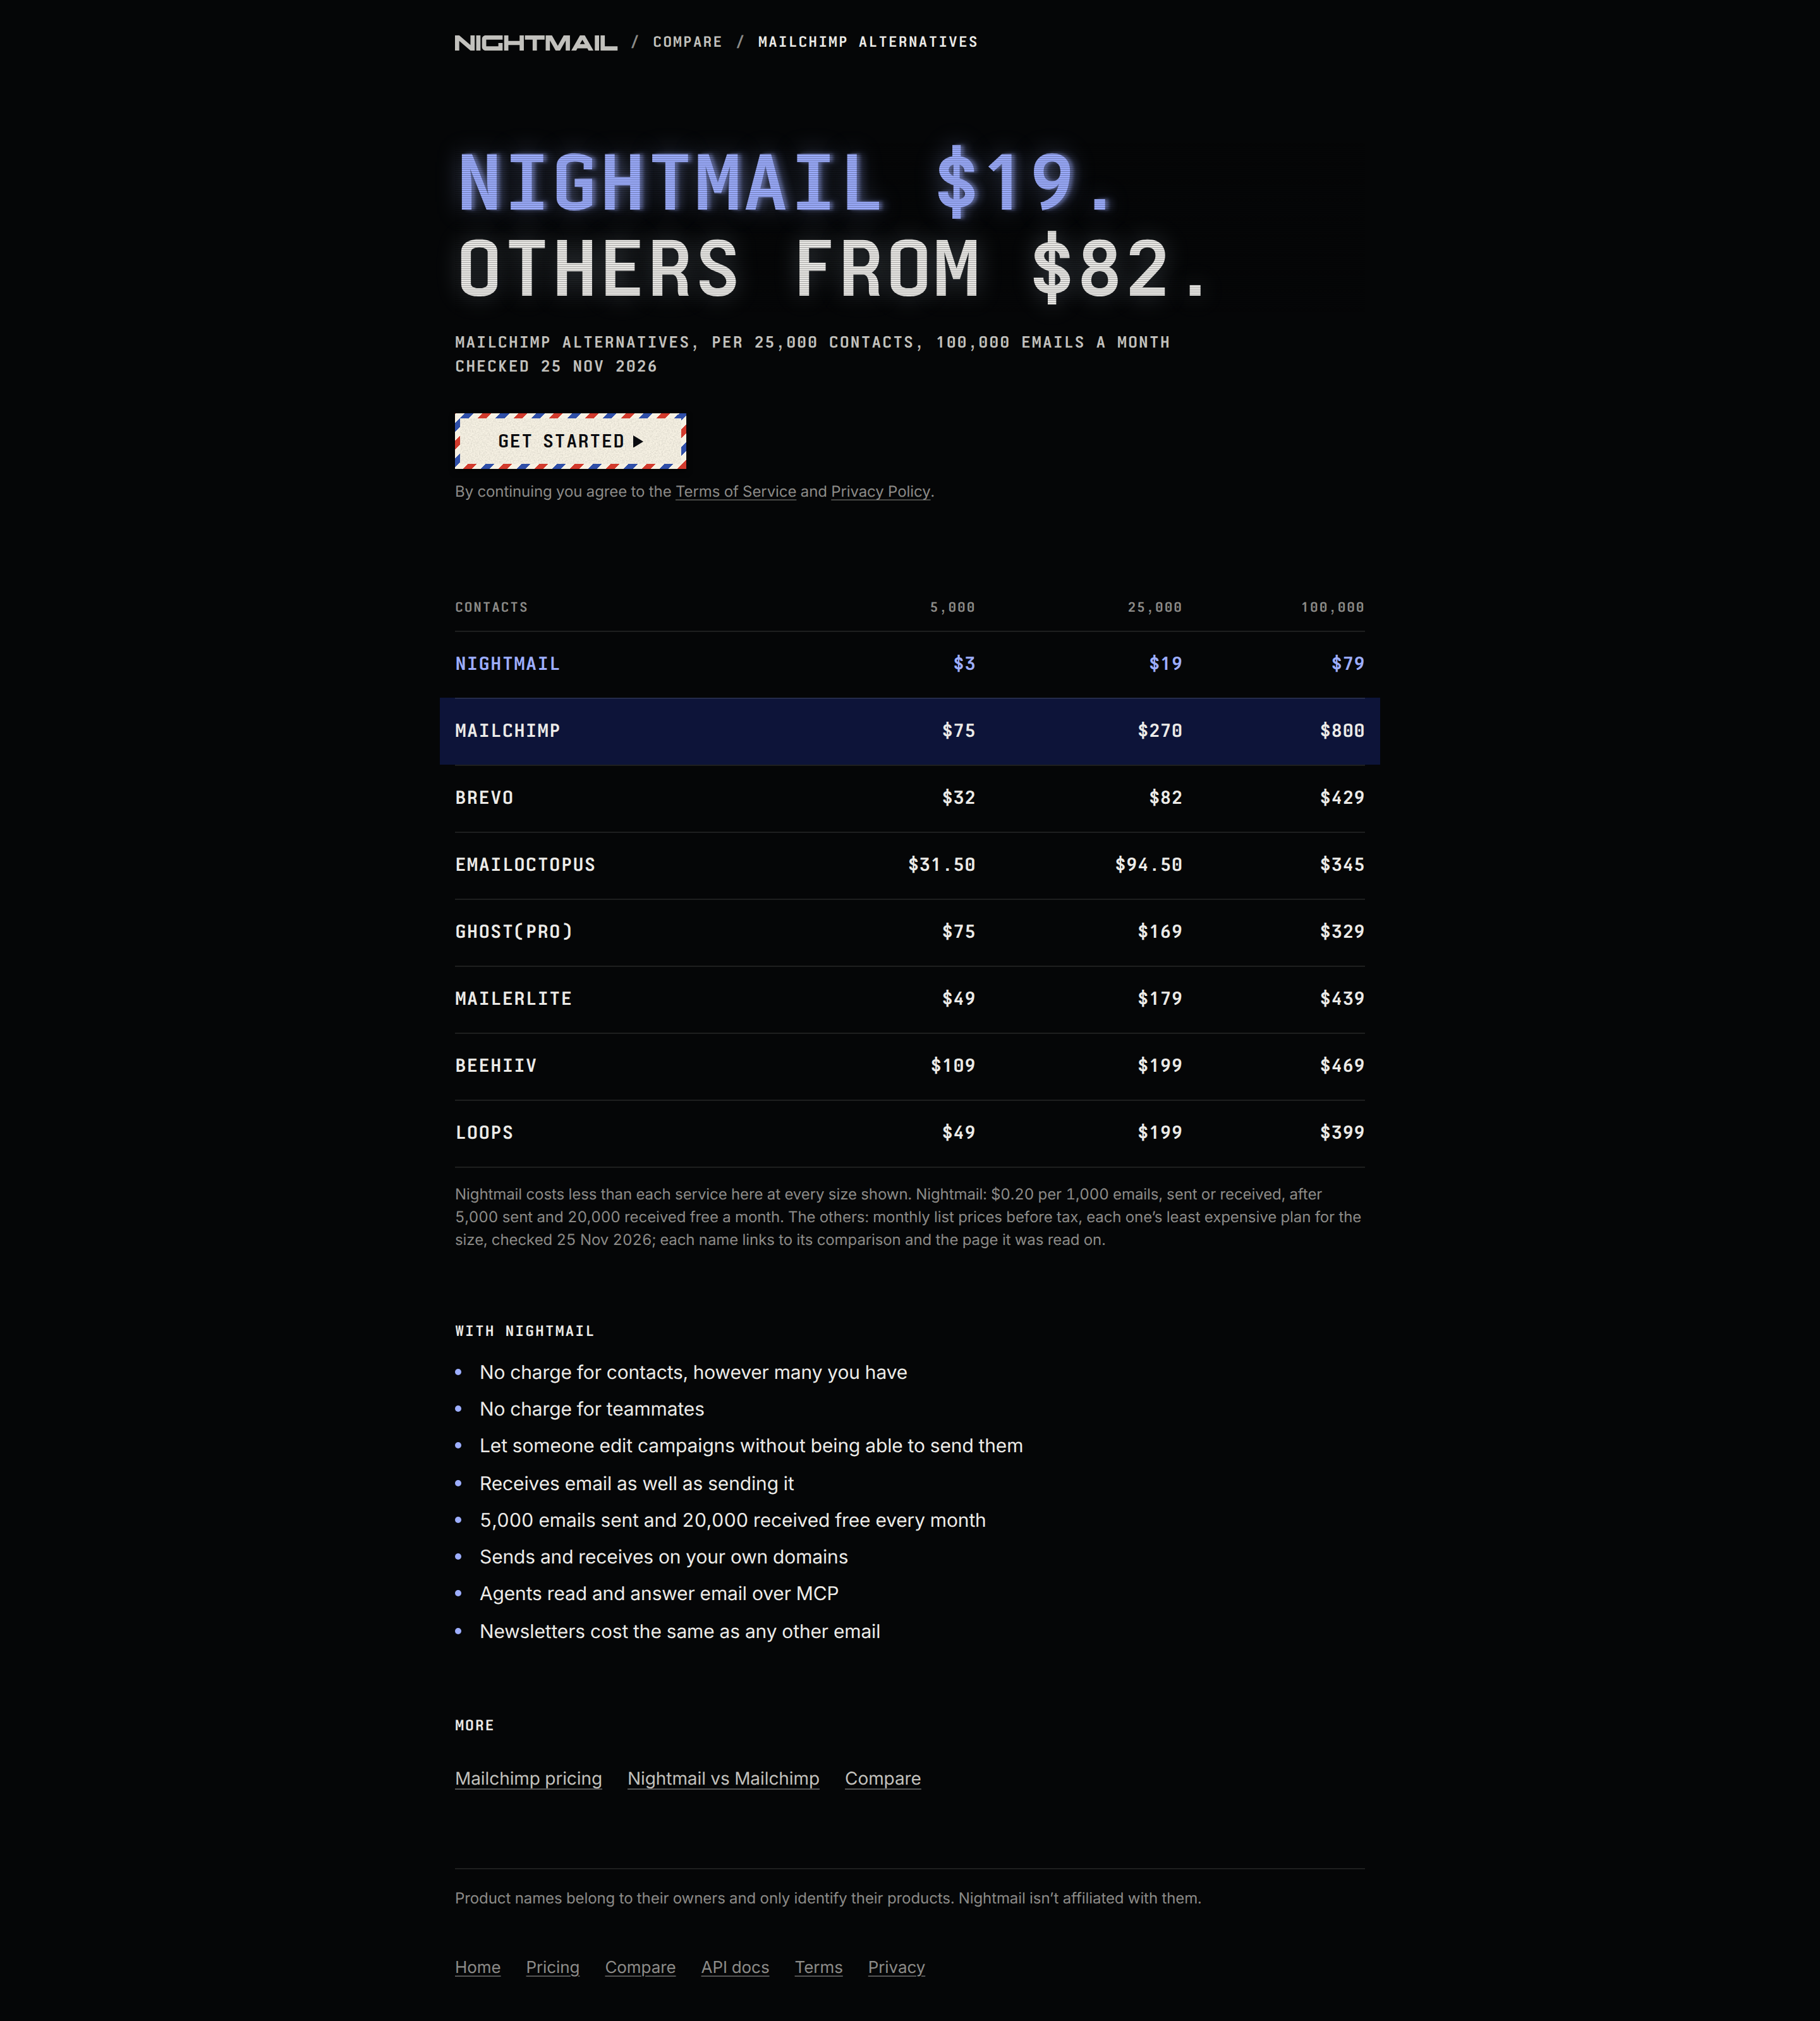 NIGHTMAIL / COMPARE / MAILCHIMP ALTERNATIVES
NIGHTMAIL $19.
OTHERS FROM $82.
MAILCHIMP ALTERNATIVES, PER 25,000 CONTACTS, 100,000 EMAILS A MONTH
CHECKED 25 NOV 2026
GET STARTED ▶
By continuing you agree to the Terms of Service and Privacy Policy.
CONTACTS 5,000 25,000 100,000
NIGHTMAIL $3 $19 $79
MAILCHIMP $75 $270 $800
BREVO $32 $82 $429
EMAILOCTOPUS $31.50 $94.50 $345
GHOST(PRO) $75 $169 $329
MAILERLITE $49 $179 $439
BEEHIIV $109 $199 $469
LOOPS $49 $199 $399
Nightmail costs less than each service here at every size shown. Nightmail: $0.20 per 1,000 emails, sent or received, after
5,000 sent and 20,000 received free a month. The others: monthly list prices before tax, each one’s least expensive plan for the
size, checked 25 Nov 2026; each name links to its comparison and the page it was read on.
WITH NIGHTMAIL
• No charge for contacts, however many you have
• No charge for teammates
• Let someone edit campaigns without being able to send them
• Receives email as well as sending it
• 5,000 emails sent and 20,000 received free every month
• Sends and receives on your own domains
• Agents read and answer email over MCP
• Newsletters cost the same as any other email
MORE
Mailchimp pricing Nightmail vs Mailchimp Compare
Product names belong to their owners and only identify their products. Nightmail isn’t affiliated with them.
Home Pricing Compare API docs Terms Privacy